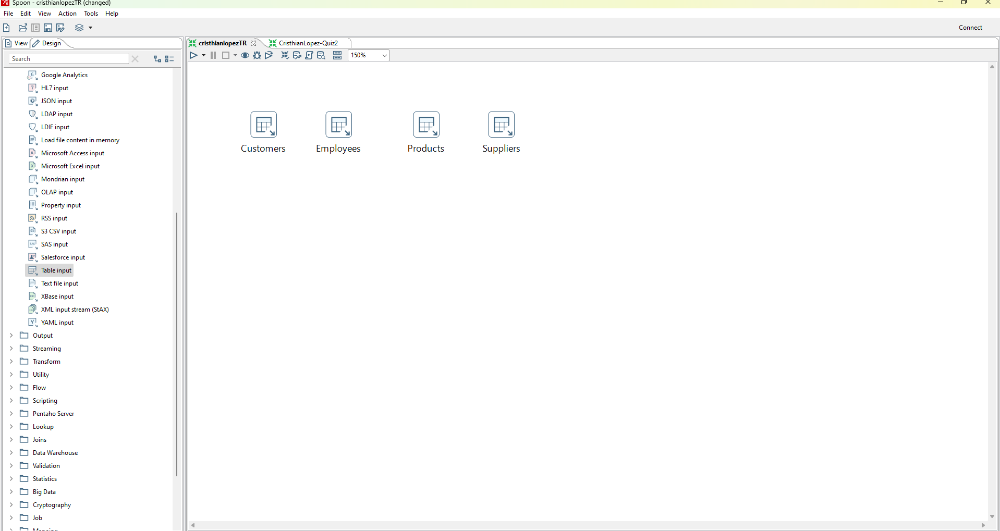 Spoon - cristhianlopezTR (changed)
File Edit View Action Tools Help
Connect
View Design
cristhianlopezTR CristhianLopez-Quiz2
Search
150%
Google Analytics
HL7 input
JSON input
LDAP input
LDIF input
Load file content in memory
Microsoft Access input
Microsoft Excel input
Mondrian input
OLAP input
Property input
RSS input
S3 CSV input
SAS input
Salesforce input
Table input
Text file input
XBase input
XML input stream (StAX)
YAML input
Output
Streaming
Transform
Utility
Flow
Scripting
Pentaho Server
Lookup
Joins
Data Warehouse
Validation
Statistics
Big Data
Cryptography
Job
Customers Employees Products Suppliers